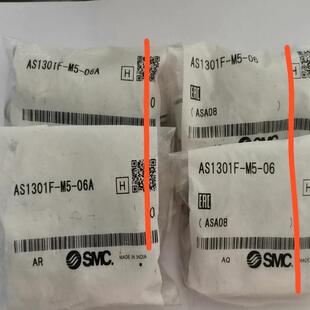 AS1301F-M5-06A
H
AS1301F-M5-06
H
EAC
(ASA08
AS1301F-M5-06A
H
AR
SMC.
MADE IN INDIA
AS1301F-M5-06
H
EAC
(ASA08
AQ
SMC.
MADE IN